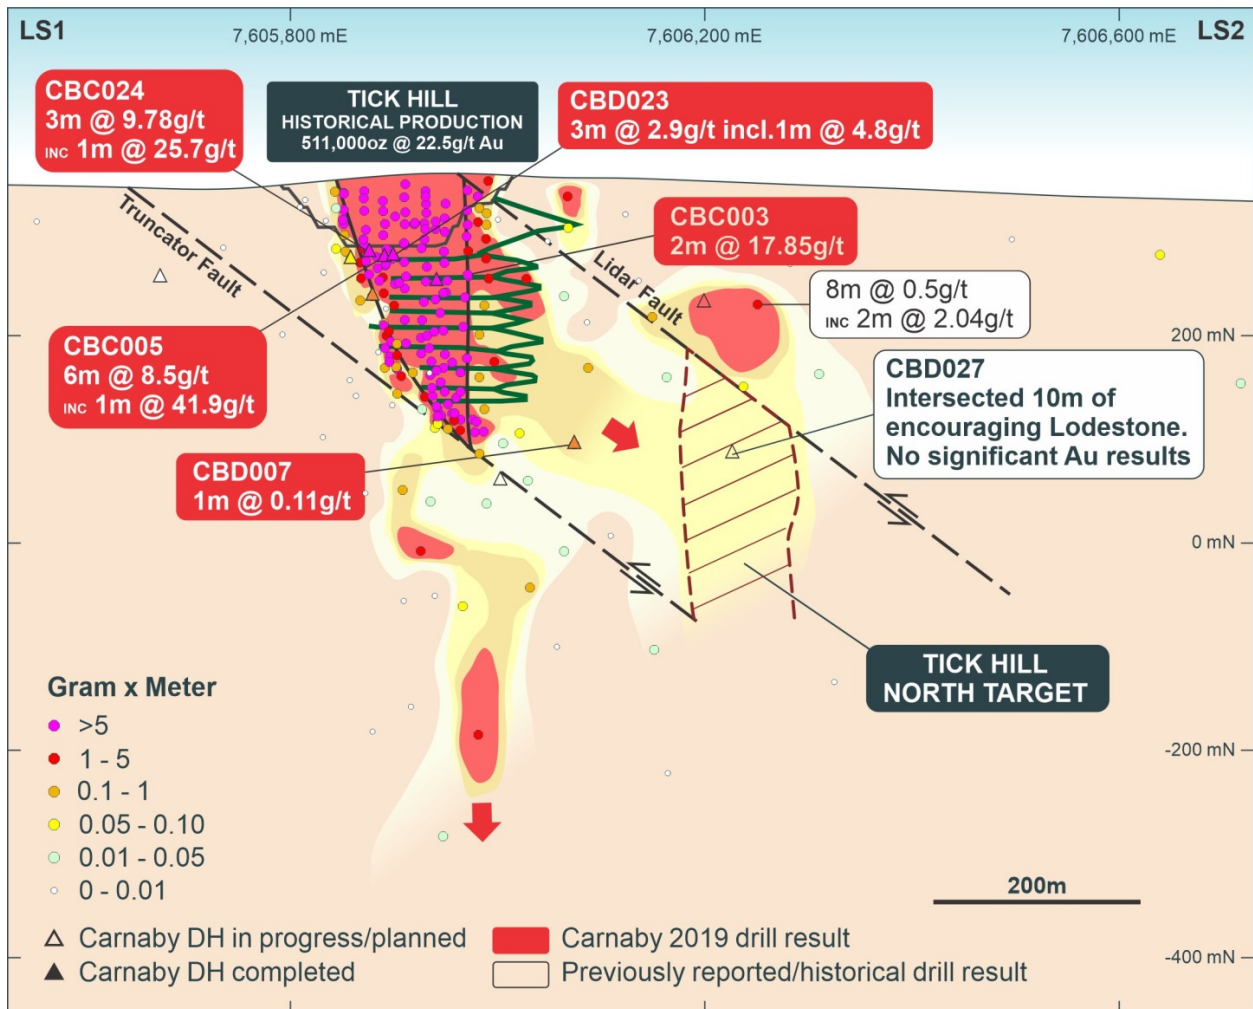 LS1
7,605,800 mE
7,606,200 mE
7,606,600 mE
LS2
CBC024
3m @ 9.78g/t
INC 1m @ 25.7g/t
TICK HILL
HISTORICAL PRODUCTION
511,000oz @ 22.5g/t Au
CBD023
3m @ 2.9g/t incl.1m @ 4.8g/t
Truncator Fault
CBC003
2m @ 17.85g/t
Lidar Fault
8m @ 0.5g/t
INC 2m @ 2.04g/t
200 mN
CBC005
6m @ 8.5g/t
INC 1m @ 41.9g/t
CBD027
Intersected 10m of
encouraging Lodestone.
No significant Au results
CBD007
1m @ 0.11g/t
0 mN
TICK HILL
NORTH TARGET
Gram x Meter
>5
1 - 5
0.1 - 1
0.05 - 0.10
0.01 - 0.05
0 - 0.01
-200 mN
200m
Carnaby DH in progress/planned
Carnaby DH completed
Carnaby 2019 drill result
Previously reported/historical drill result
-400 mN